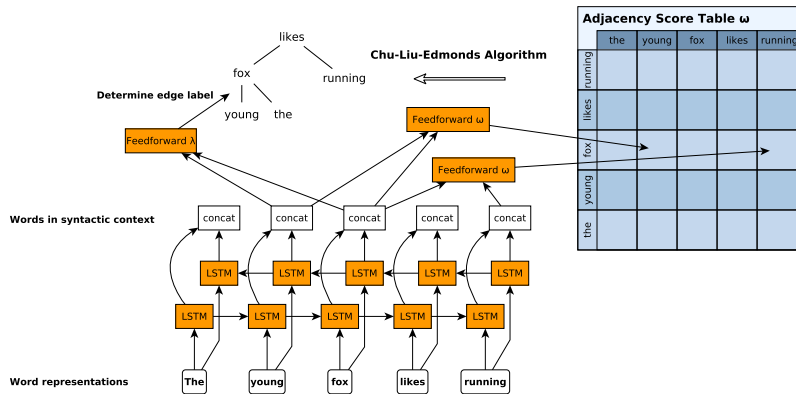 Adjacency Score Table ω
the young fox likes running
running
likes
fox
young
the
likes
fox running
young the
Chu-Liu-Edmonds Algorithm
Determine edge label
Feedforward λ
Feedforward ω
Feedforward ω
Words in syntactic context
concat concat concat concat concat
LSTM LSTM LSTM LSTM LSTM
LSTM LSTM LSTM LSTM LSTM
Word representations
The young fox likes running